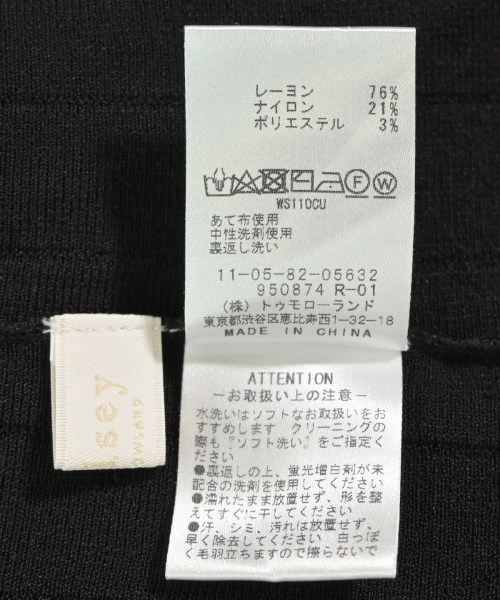 レーヨン 76%
ナイロン 21%
ポリエステル 3%
F W
WS110CU
あて布使用
中性洗剤使用
裏返し洗い
11-05-82-05632
950874 R-01
(株)トゥモローランド
東京都渋谷区恵比寿西1-32-18
MADE IN CHINA
ATTENTION
—お取扱い上の注意—
水洗いはソフトなお取扱いをお
すすめします クリーニングの
際も『ソフト洗い』をご指定く
ださい
●裏返しの上、蛍光増白剤が未
配合の洗剤を使用してください
●濡れたまま放置せず、形を整
えてすぐに干してください
●汗、シミ、汚れは放置せず、
早く除去してください 白っぽ
く毛羽立ちますので擦らないで
sey
OWLAND